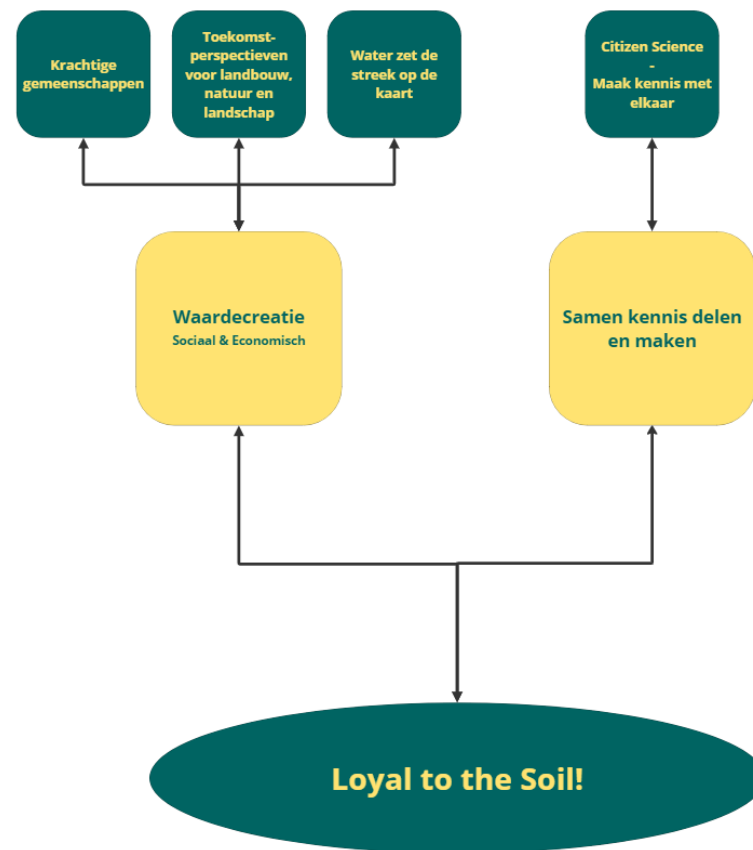 Krachtige
gemeenschappen
Toekomst-
perspectieven
voor landbouw,
natuur en
landschap
Water zet de
streek op de
kaart
Citizen Science
-
Maak kennis met
elkaar
Waardecreatie
Sociaal & Economisch
Samen kennis delen
en maken
Loyal to the Soil!